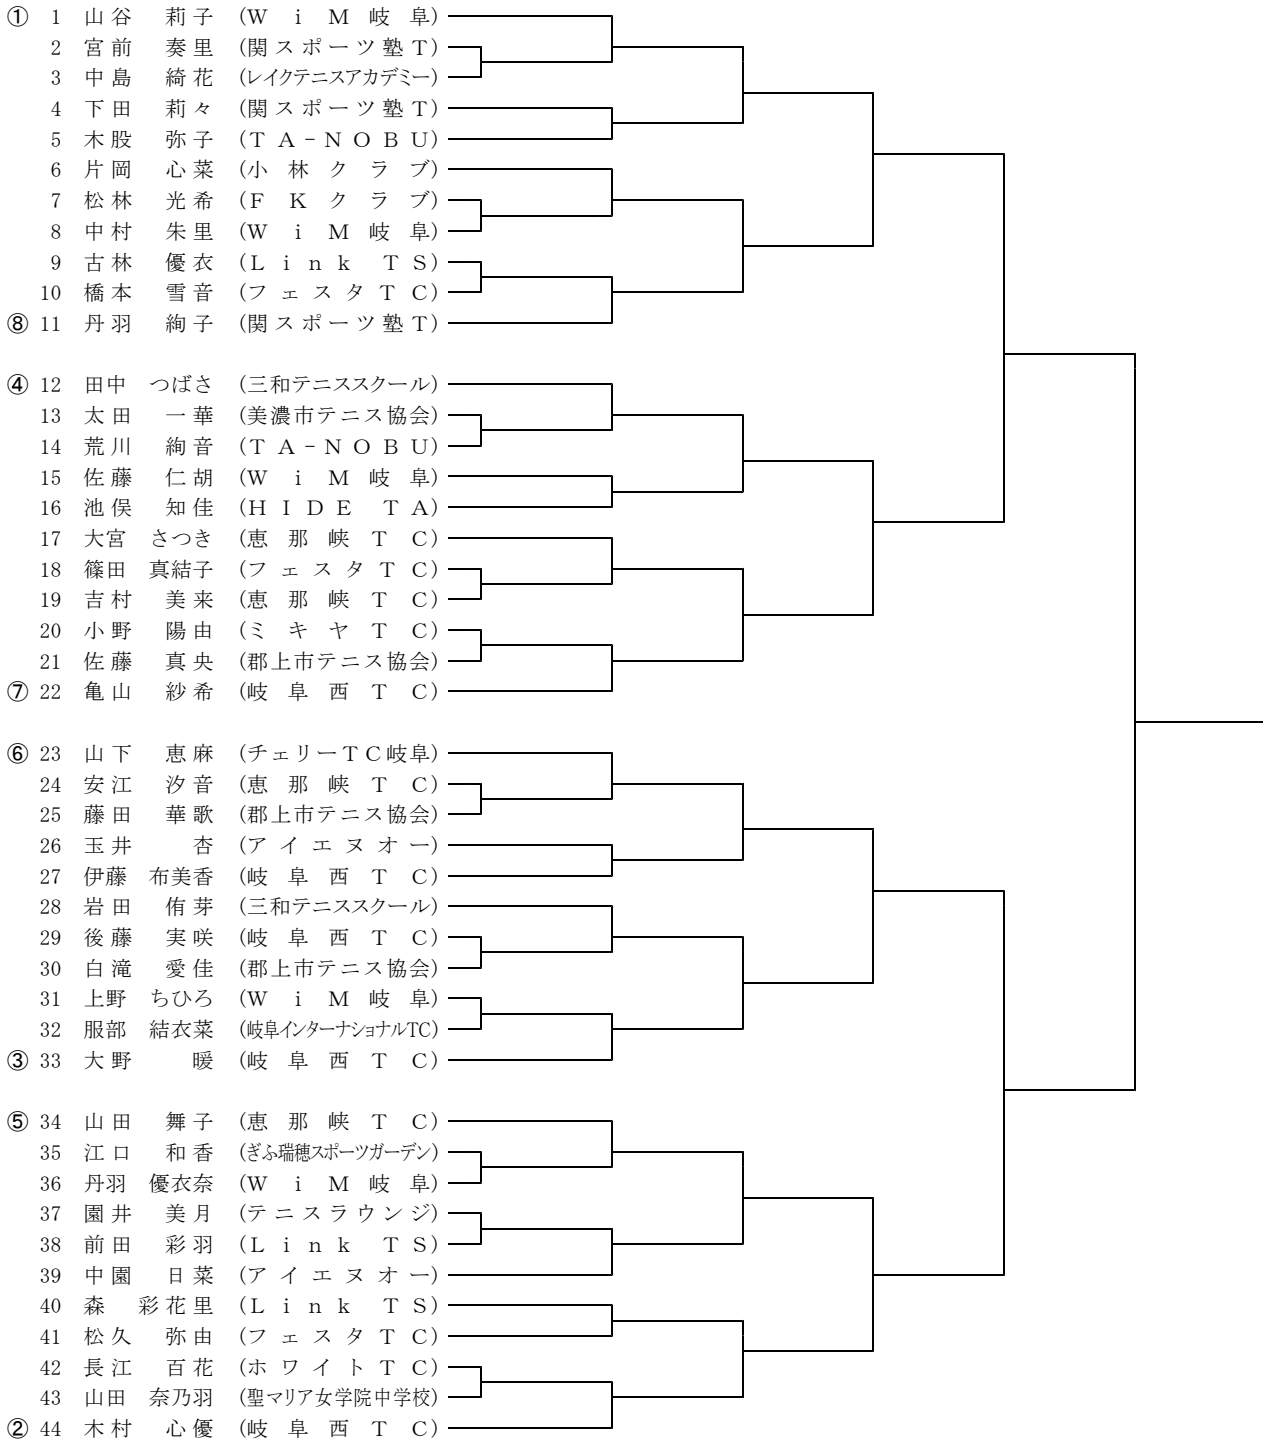 ① 1 山谷 莉子 (WiM岐阜)
2 宮前 奏里 (関スポーツ塾T)
3 中島 綺花 (レイクテニスアカデミー)
4 下田 莉々 (関スポーツ塾T)
5 木股 弥子 (TA-NOBU)
6 片岡 心菜 (小林クラブ)
7 松林 光希 (FKクラブ)
8 中村 朱里 (WiM岐阜)
9 古林 優衣 (Link TS)
10 橋本 雪音 (フェスタTC)
⑧ 11 丹羽 絢子 (関スポーツ塾T)
④ 12 田中 つばさ (三和テニススクール)
13 太田 一華 (美濃市テニス協会)
14 荒川 絢音 (TA-NOBU)
15 佐藤 仁胡 (WiM岐阜)
16 池俣 知佳 (HIDE TA)
17 大宮 さつき (恵那峡TC)
18 篠田 真結子 (フェスタTC)
19 吉村 美来 (恵那峡TC)
20 小野 陽由 (ミキヤTC)
21 佐藤 真央 (郡上市テニス協会)
⑦ 22 亀山 紗希 (岐阜西TC)
⑥ 23 山下 恵麻 (チェリーTC岐阜)
24 安江 汐音 (恵那峡TC)
25 藤田 華歌 (郡上市テニス協会)
26 玉井 杏 (アイエヌオー)
27 伊藤 布美香 (岐阜西TC)
28 岩田 侑芽 (三和テニススクール)
29 後藤 実咲 (岐阜西TC)
30 白滝 愛佳 (郡上市テニス協会)
31 上野 ちひろ (WiM岐阜)
32 服部 結衣菜 (岐阜インターナショナルTC)
③ 33 大野 暖 (岐阜西TC)
⑤ 34 山田 舞子 (恵那峡TC)
35 江口 和香 (ぎふ瑞穂スポーツガーデン)
36 丹羽 優衣奈 (WiM岐阜)
37 園井 美月 (テニスラウンジ)
38 前田 彩羽 (Link TS)
39 中園 日菜 (アイエヌオー)
40 森 彩花里 (Link TS)
41 松久 弥由 (フェスタTC)
42 長江 百花 (ホワイトTC)
43 山田 奈乃羽 (聖マリア女学院中学校)
② 44 木村 心優 (岐阜西TC)